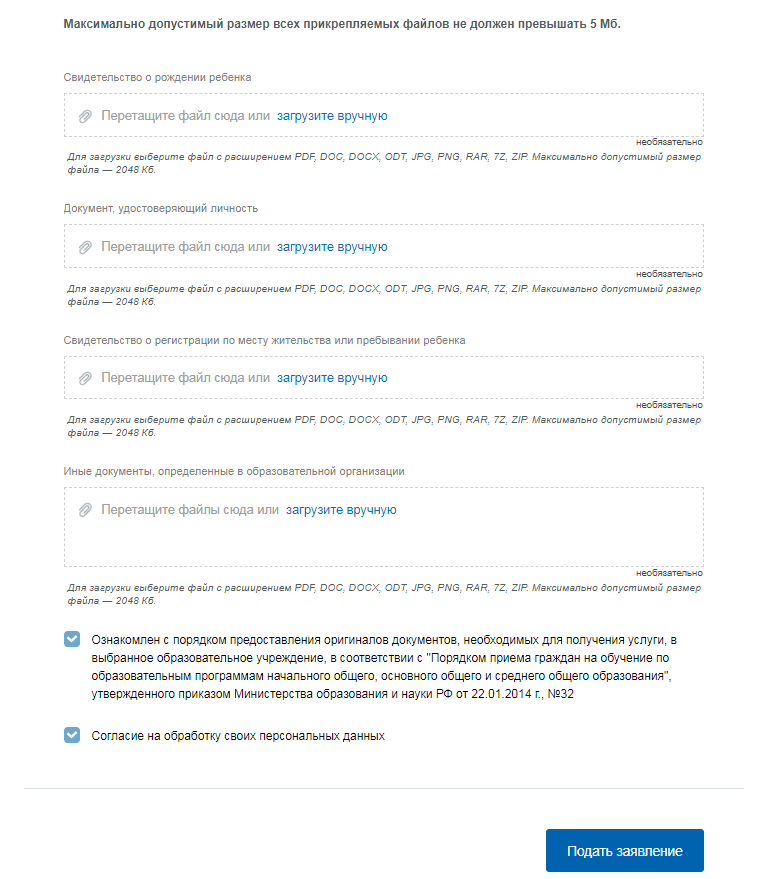 Максимально допустимый размер всех прикрепляемых файлов не должен превышать 5 Мб.
Свидетельство о рождении ребенка
Перетащите файл сюда или загрузите вручную
необязательно
Для загрузки выберите файл с расширением PDF, DOC, DOCX, ODT, JPG, PNG, RAR, 7Z, ZIP. Максимально допустимый размер
файла — 2048 Кб.
Документ, удостоверяющий личность
Перетащите файл сюда или загрузите вручную
необязательно
Для загрузки выберите файл с расширением PDF, DOC, DOCX, ODT, JPG, PNG, RAR, 7Z, ZIP. Максимально допустимый размер
файла — 2048 Кб.
Свидетельство о регистрации по месту жительства или пребывании ребенка
Перетащите файл сюда или загрузите вручную
необязательно
Для загрузки выберите файл с расширением PDF, DOC, DOCX, ODT, JPG, PNG, RAR, 7Z, ZIP. Максимально допустимый размер
файла — 2048 Кб.
Иные документы, определенные в образовательной организации
Перетащите файлы сюда или загрузите вручную
необязательно
Для загрузки выберите файл с расширением PDF, DOC, DOCX, ODT, JPG, PNG, RAR, 7Z, ZIP. Максимально допустимый размер
файла — 2048 Кб.
Ознакомлен с порядком предоставления оригиналов документов, необходимых для получения услуги, в
выбранное образовательное учреждение, в соответствии с "Порядком приема граждан на обучение по
образовательным программам начального общего, основного общего и среднего общего образования",
утвержденного приказом Министерства образования и науки РФ от 22.01.2014 г., №32
Согласие на обработку своих персональных данных
Подать заявление